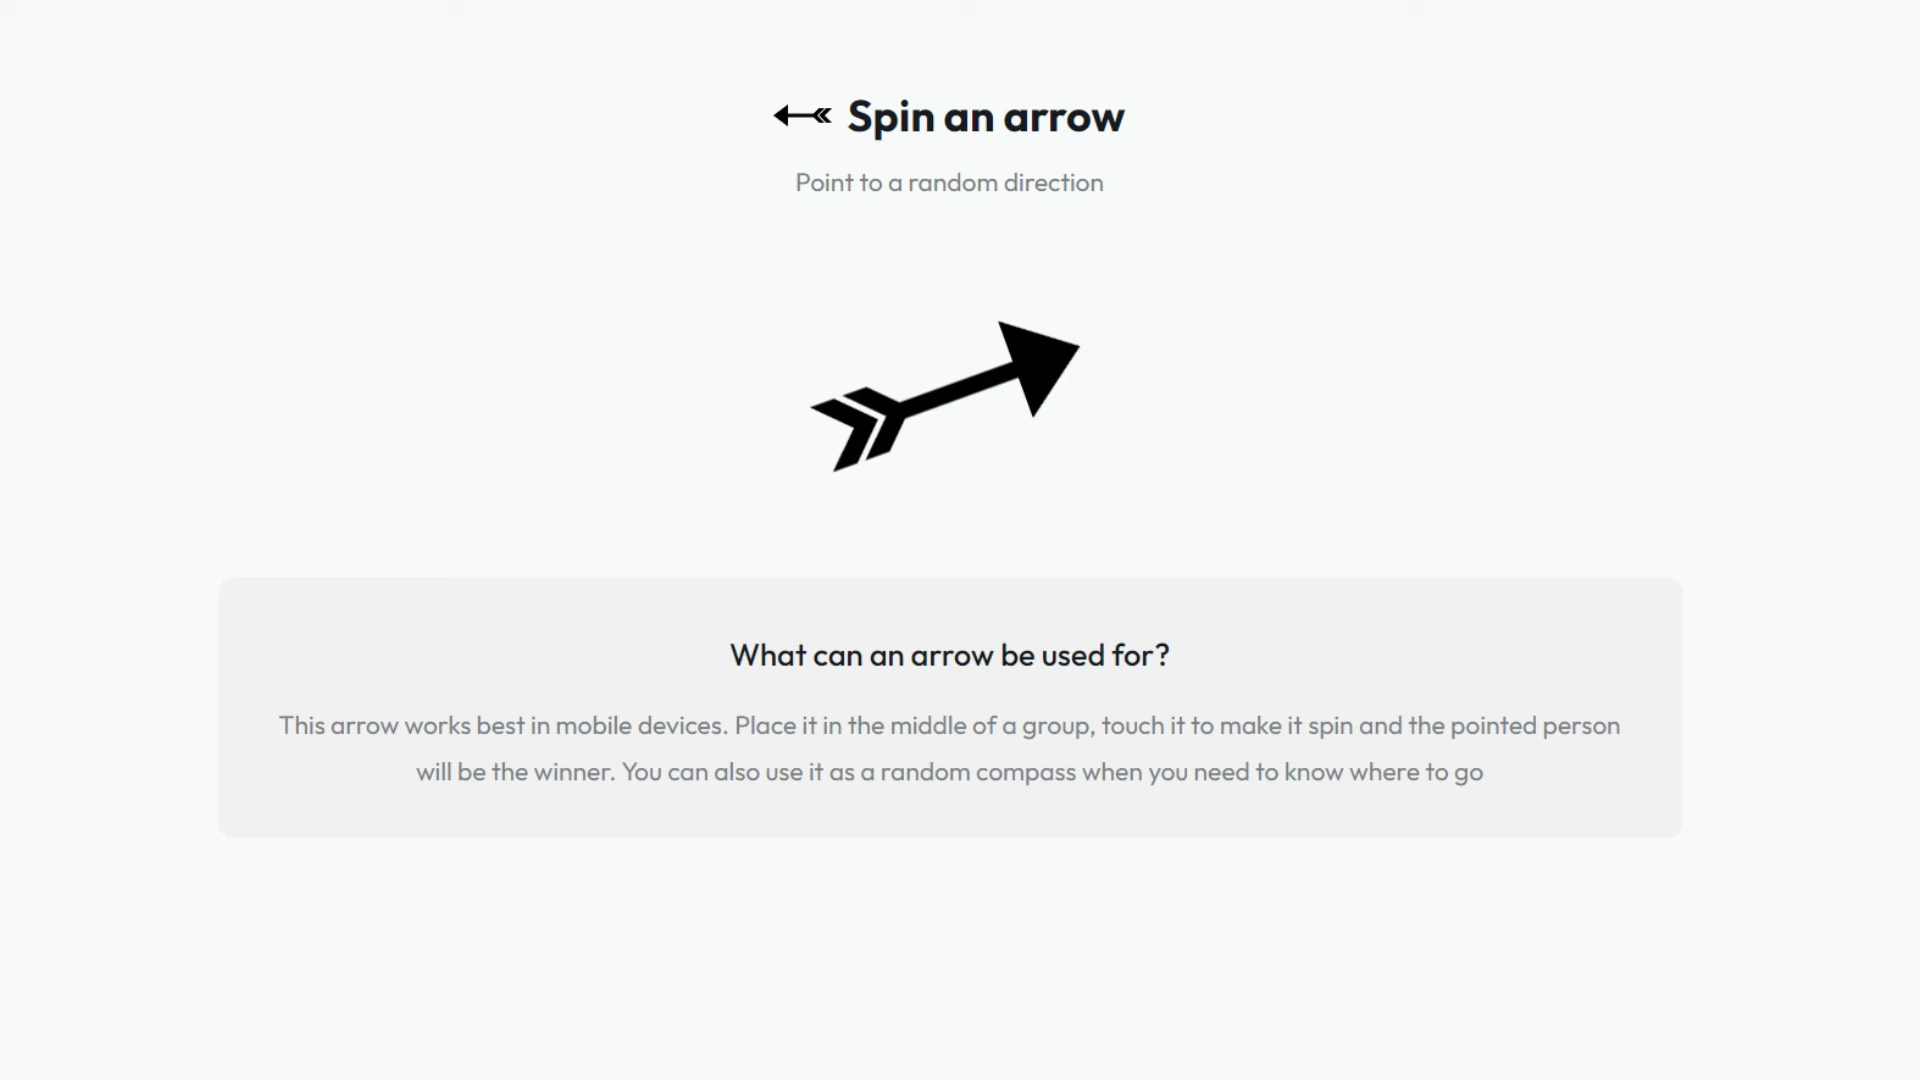 Spin an arrow
Point to a random direction
What can an arrow be used for?
This arrow works best in mobile devices. Place it in the middle of a group, touch it to make it spin and the pointed person
will be the winner. You can also use it as a random compass when you need to know where to go